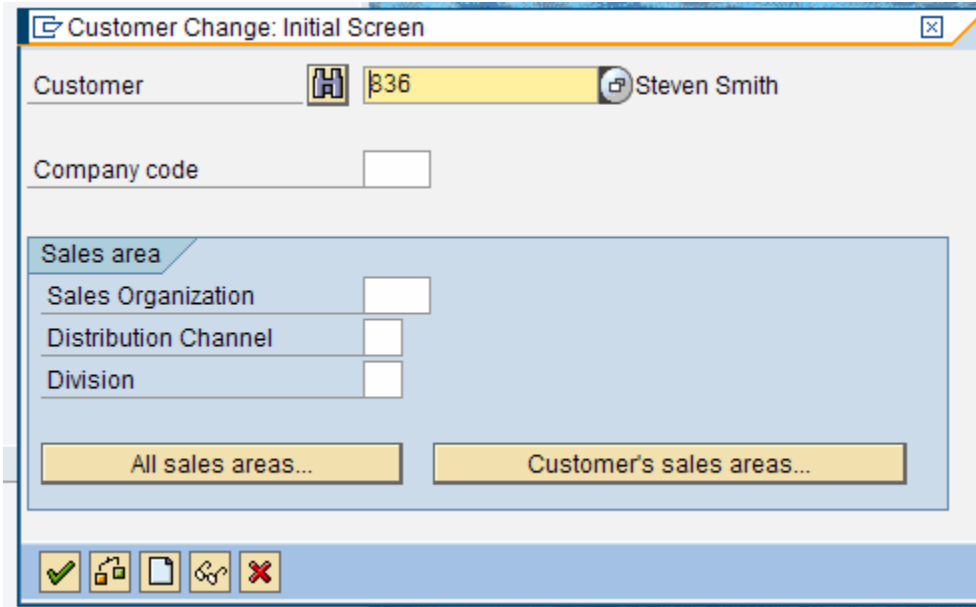 Customer Change: Initial Screen
Customer 836 Steven Smith
Company code
Sales area
Sales Organization
Distribution Channel
Division
All sales areas... Customer's sales areas...